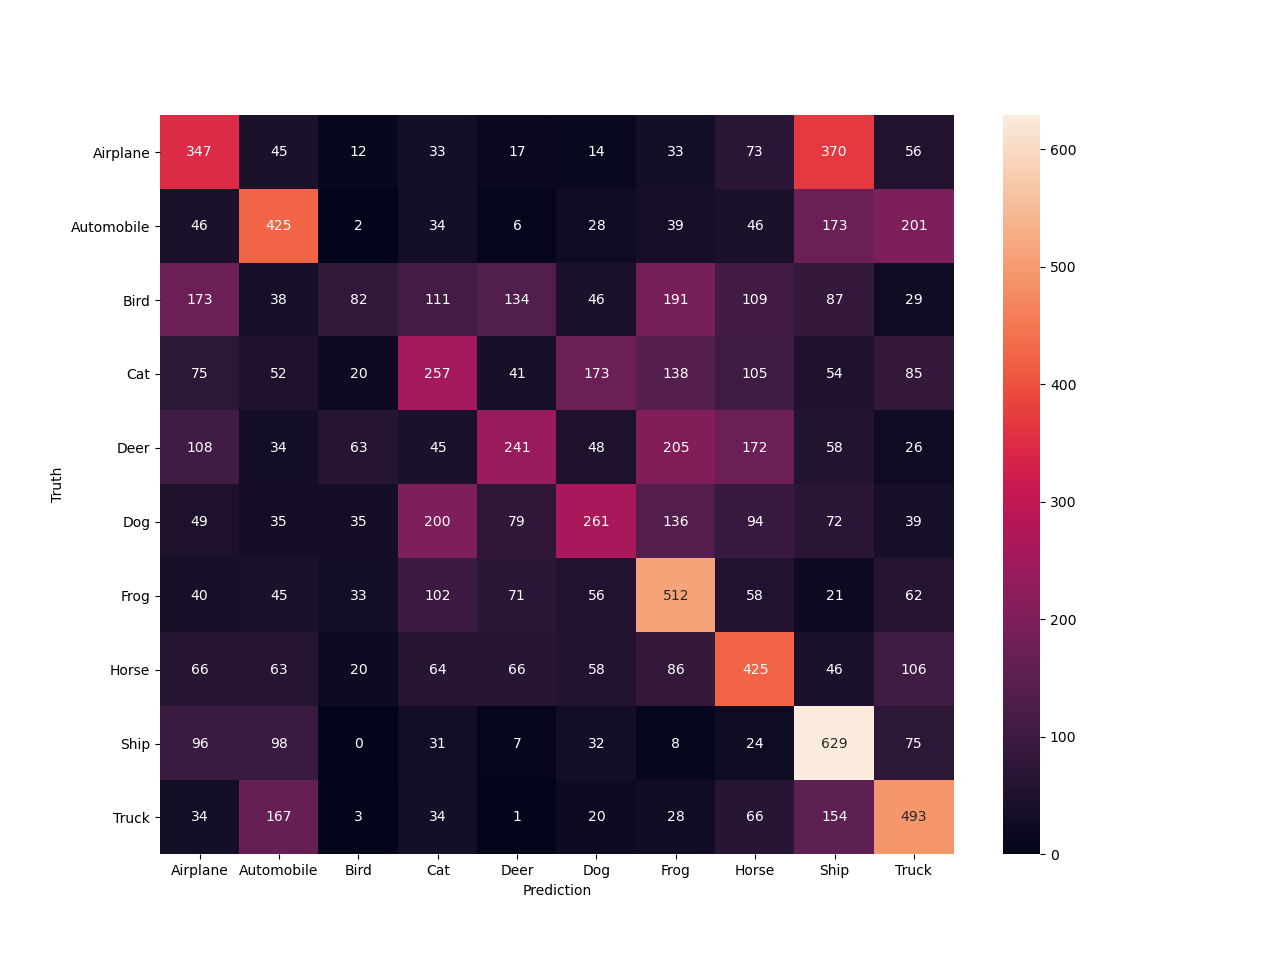 Airplane 347 45 12 33 17 14 33 73 370 56
Automobile 46 425 2 34 6 28 39 46 173 201
Bird 173 38 82 111 134 46 191 109 87 29
Cat 75 52 20 257 41 173 138 105 54 85
Deer 108 34 63 45 241 48 205 172 58 26
Dog 49 35 35 200 79 261 136 94 72 39
Frog 40 45 33 102 71 56 512 58 21 62
Horse 66 63 20 64 66 58 86 425 46 106
Ship 96 98 0 31 7 32 8 24 629 75
Truck 34 167 3 34 1 20 28 66 154 493
Airplane Automobile Bird Cat Deer Dog Frog Horse Ship Truck
Prediction
Truth
600
500
400
300
200
100
0